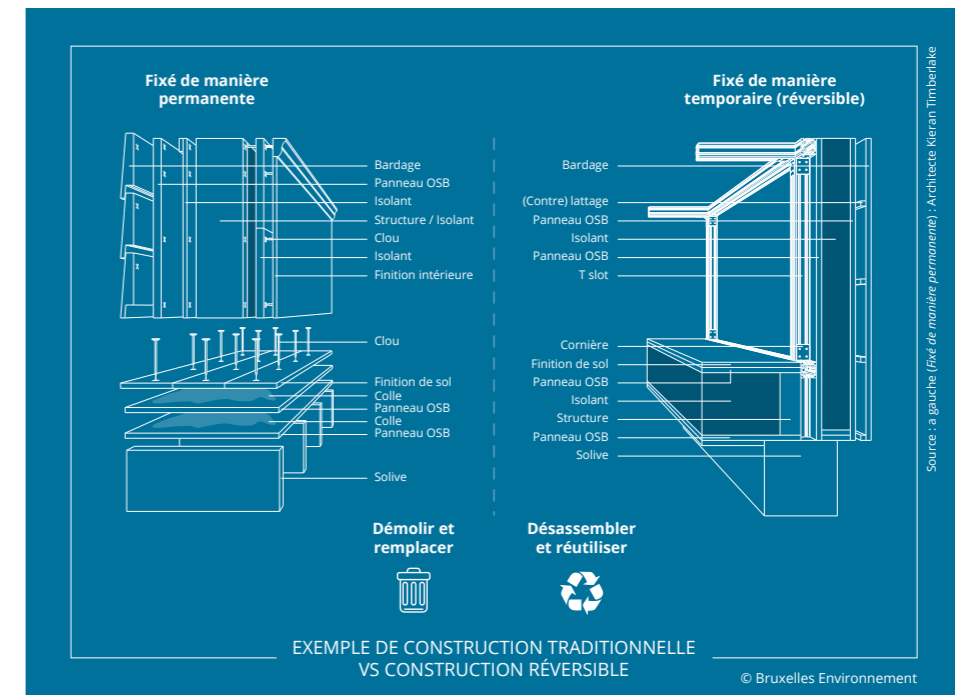 Fixé de manière
permanente
Bardage
Panneau OSB
Isolant
Structure / Isolant
Clou
Isolant
Finition intérieure
Clou
Finition de sol
Colle
Panneau OSB
Colle
Panneau OSB
Solive
Démolir et
remplacer
Fixé de manière
temporaire (réversible)
Bardage
(Contre) lattage
Panneau OSB
Isolant
Panneau OSB
T slot
Cornière
Finition de sol
Panneau OSB
Isolant
Structure
Panneau OSB
Solive
Désassembler
et réutiliser
Source : a gauche (Fixé de manière permanente) : Architecte Kieran Timberlake
EXEMPLE DE CONSTRUCTION TRADITIONNELLE
VS CONSTRUCTION RÉVERSIBLE
© Bruxelles Environnement